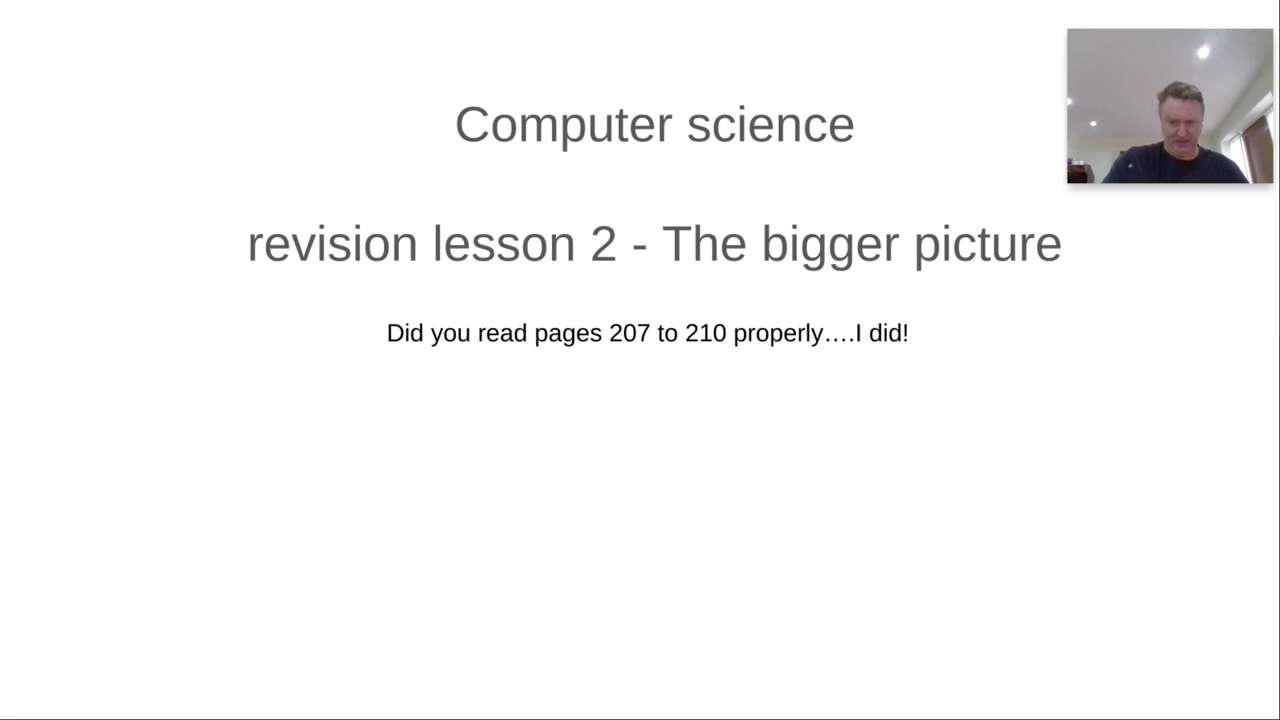 Computer science
revision lesson 2 - The bigger picture
Did you read pages 207 to 210 properly….I did!